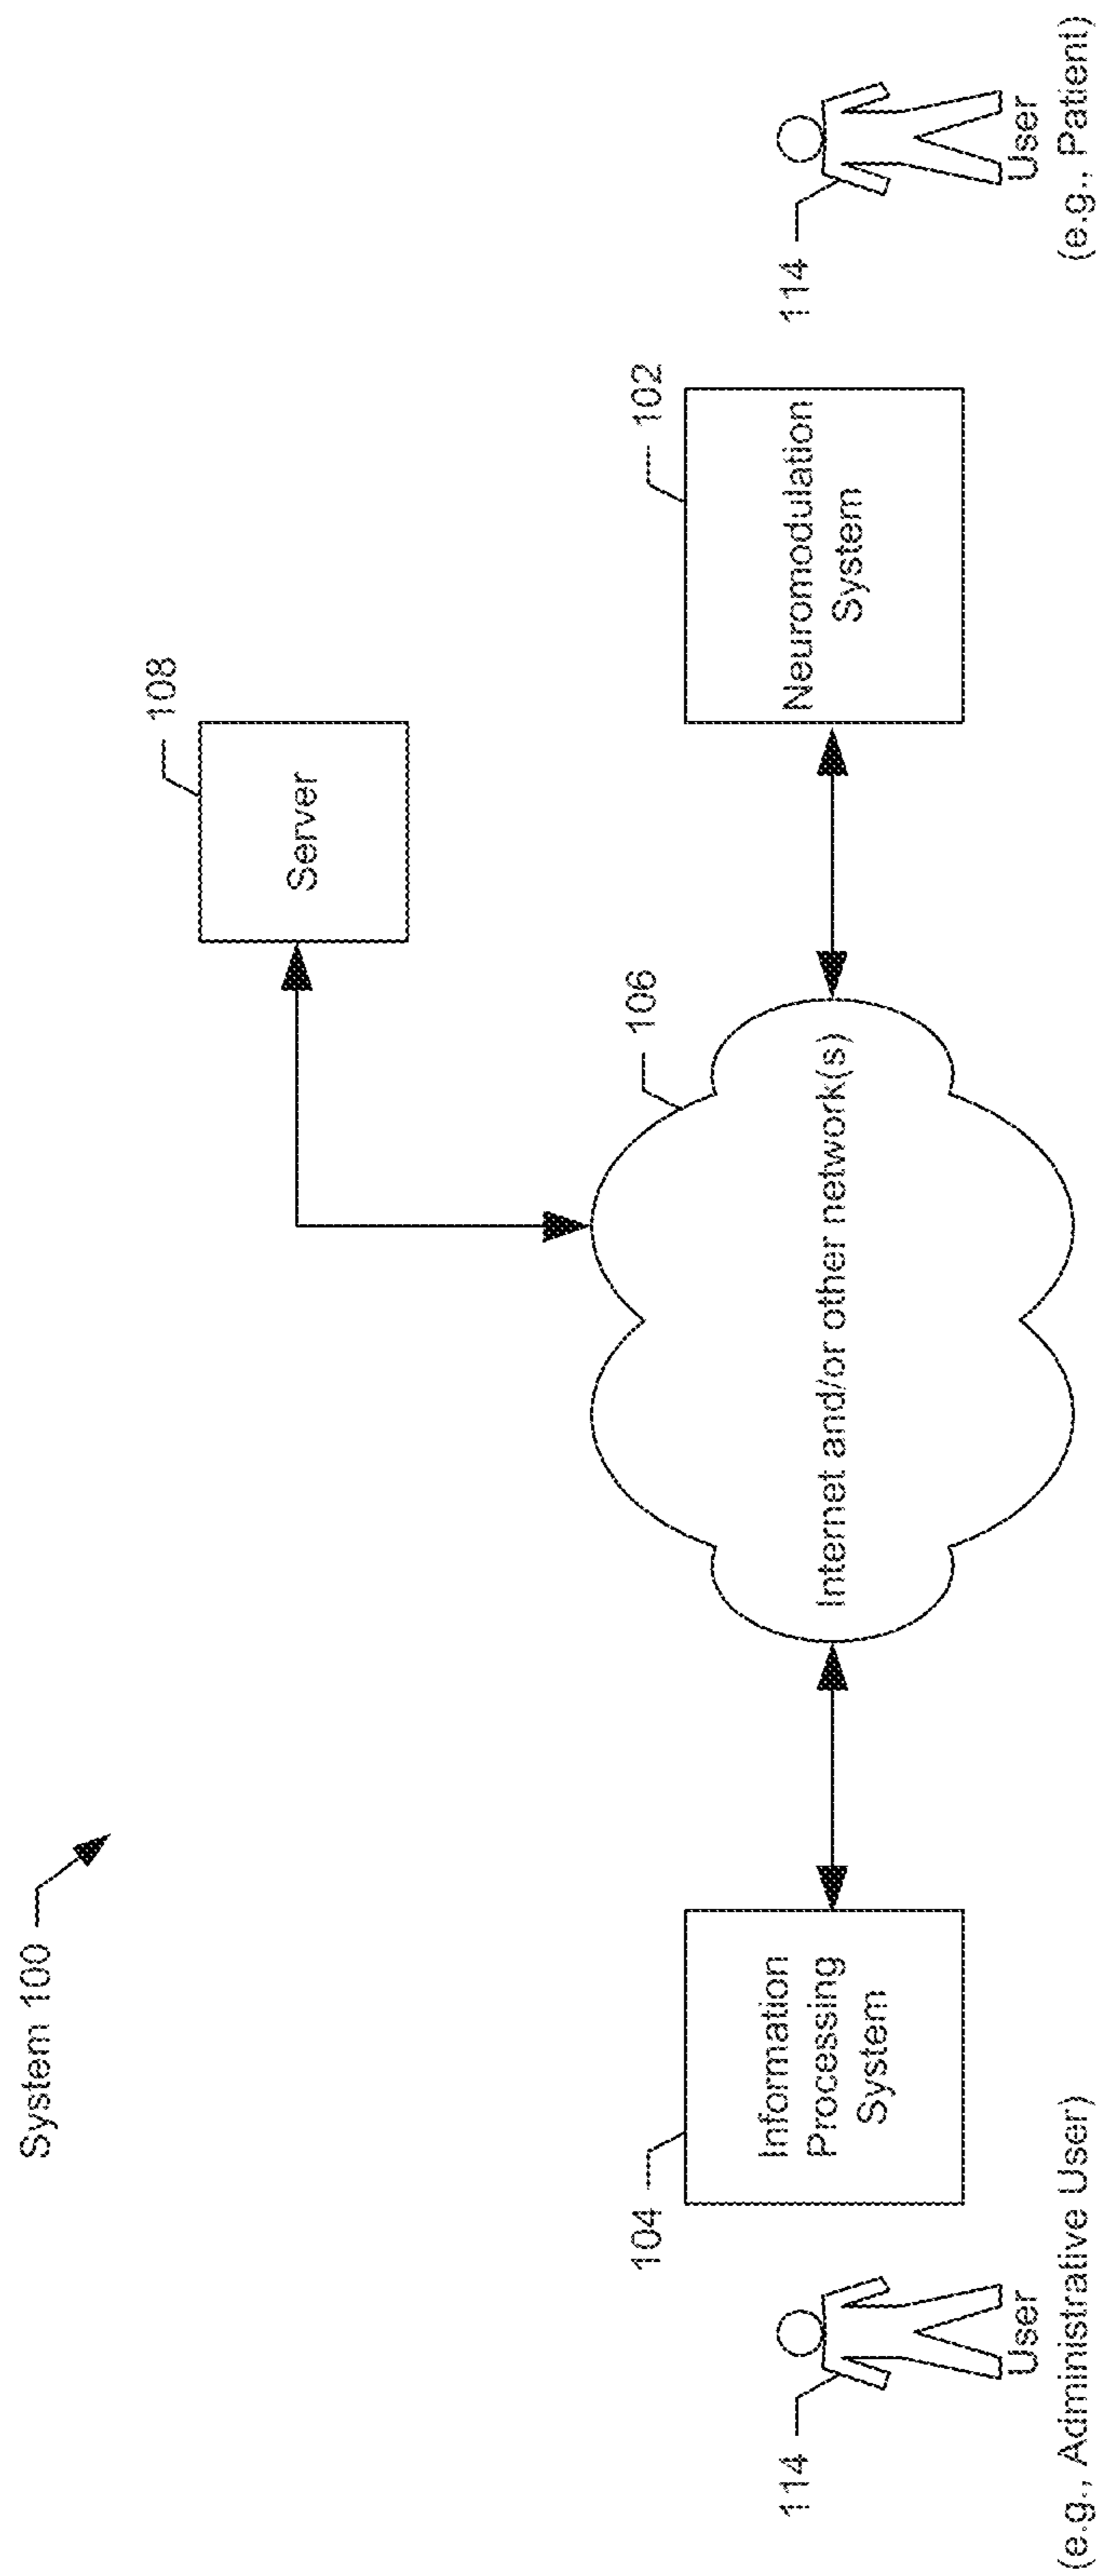 System 100
108
Server
106
102
104
Information
Processing
System
Internet and/or other network(s)
Neuromodulation
System
114
114
User
(e.g., Administrative User)
User
(e.g., Patient)